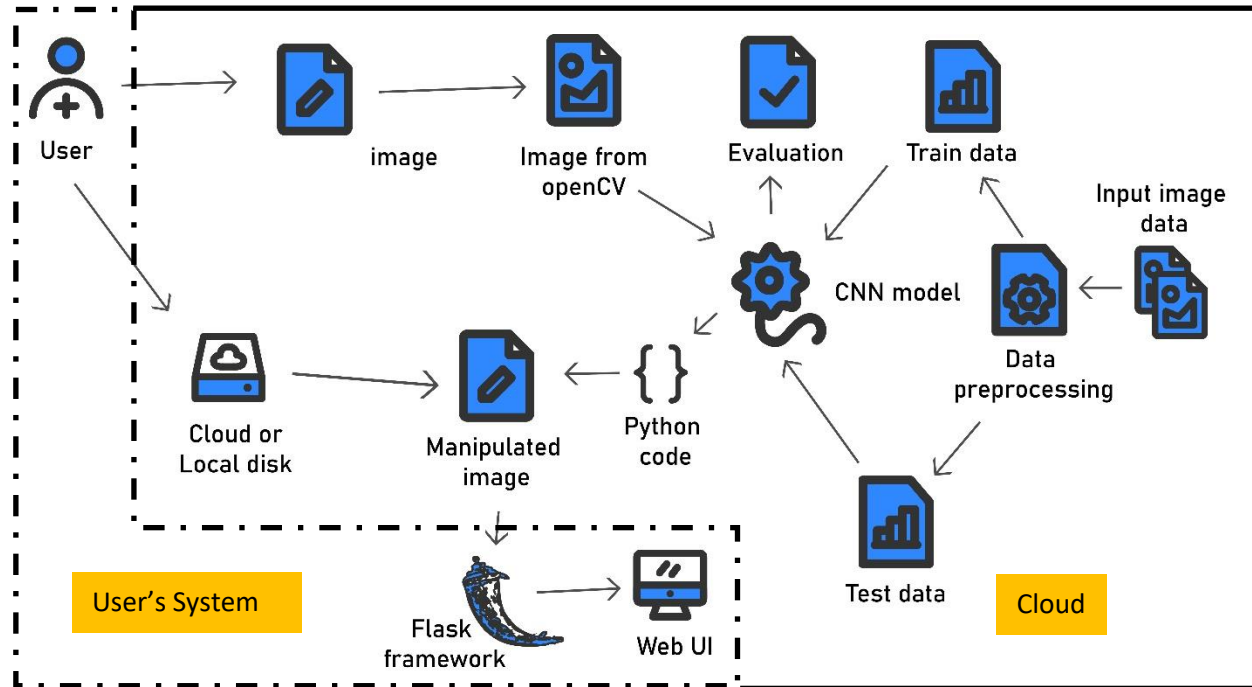 User
image
Image from
openCV
Evaluation
Train data
Input image
data
CNN model
Data
preprocessing
Cloud or
Local disk
Manipulated
image
{ }
Python
code
Test data
User's System
Flask
framework
Web UI
Cloud